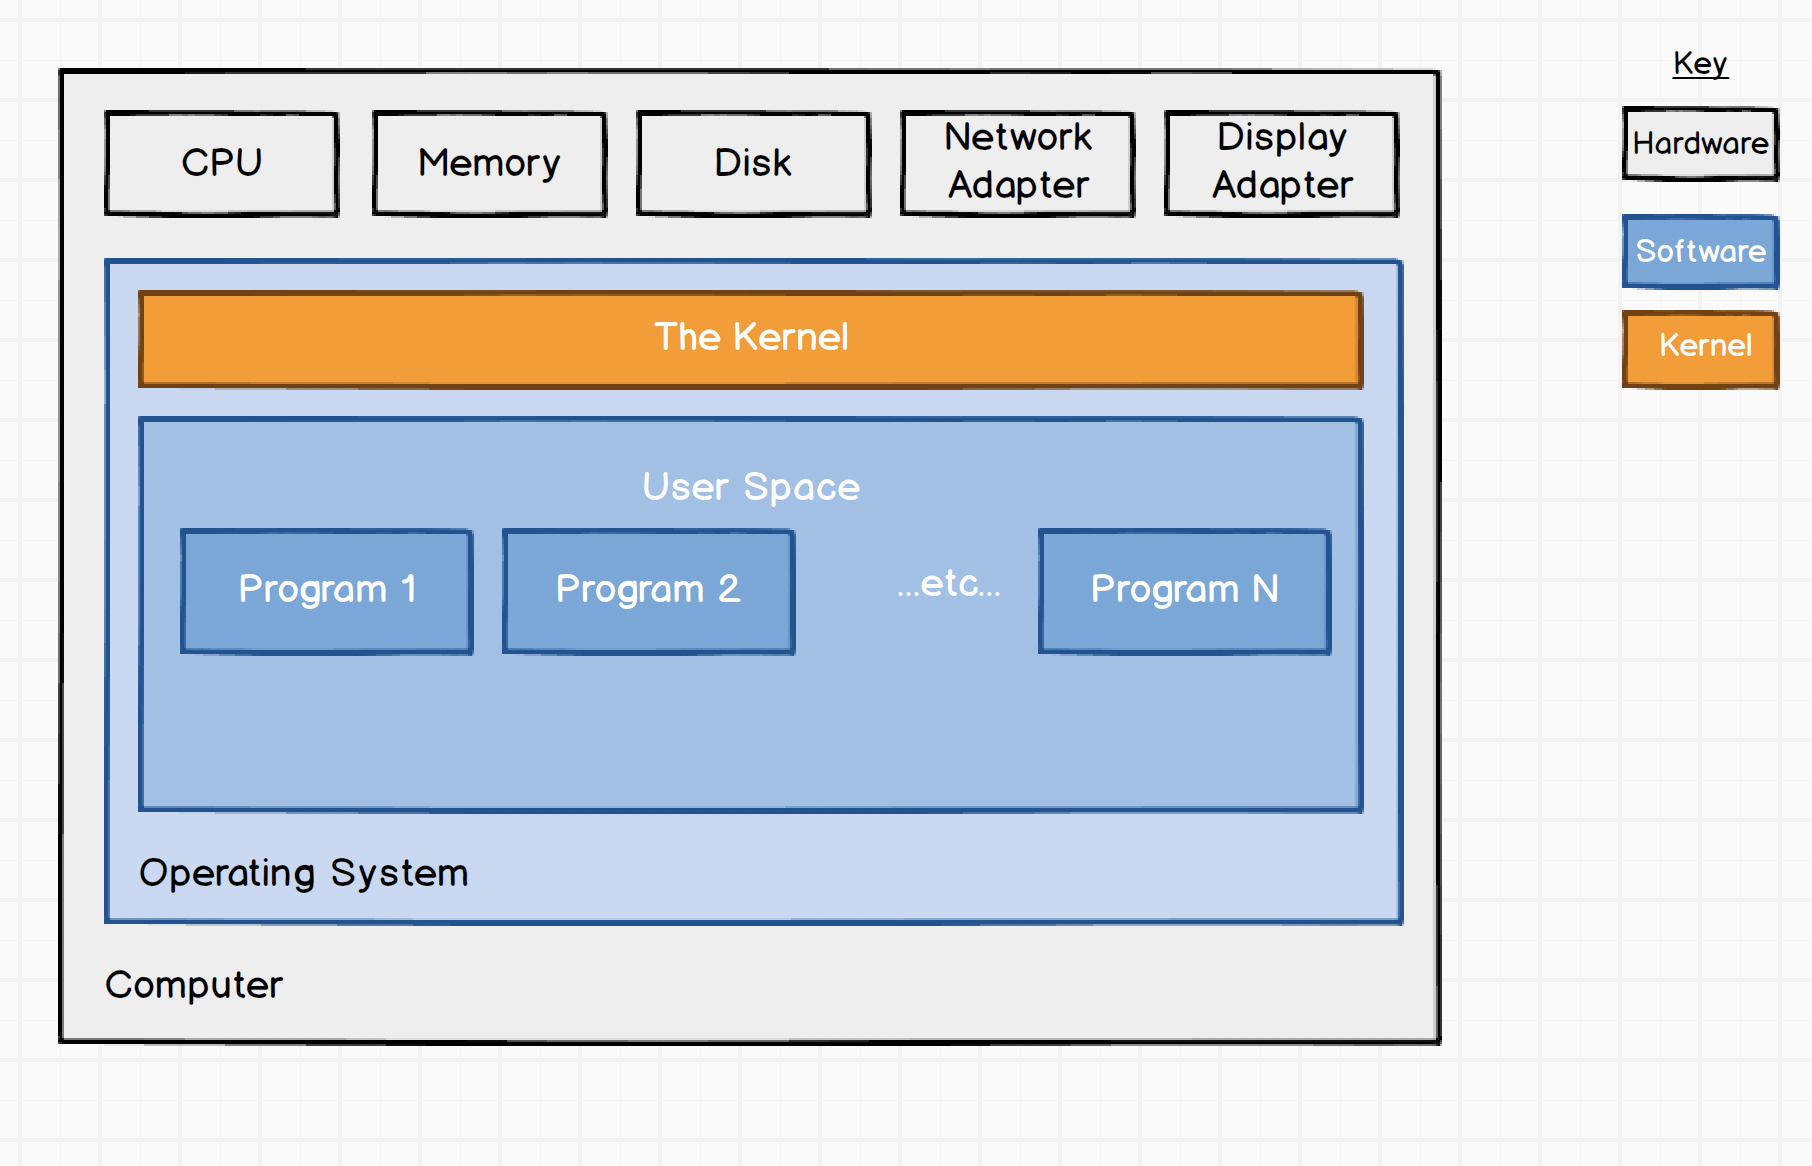 Key
CPU
Memory
Disk
Network
Adapter
Display
Adapter
Hardware
Software
The Kernel
Kernel
User Space
Program 1
Program 2
...etc...
Program N
Operating System
Computer